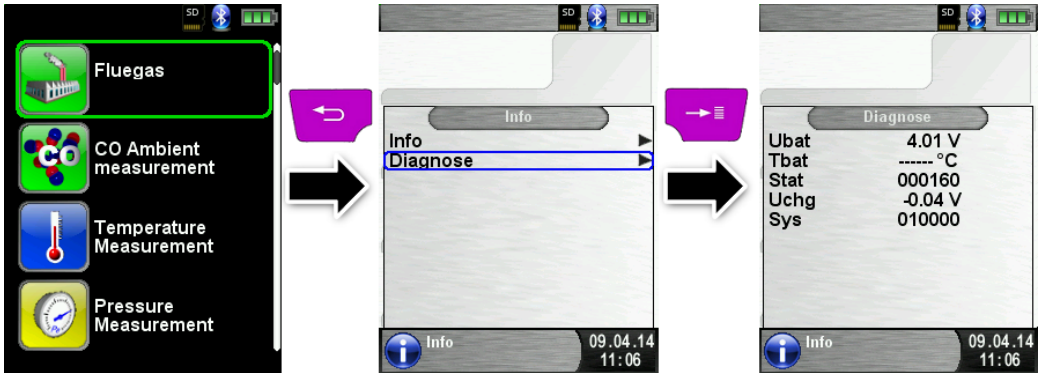 SD
Fluegas
CO
CO Ambient
measurement
Temperature
Measurement
Pa
Pressure
Measurement
SD
Info
Info
Diagnose
Info
09.04.14
11:06
SD
Diagnose
Ubat 4.01 V
Tbat ------ °C
Stat 000160
Uchg -0.04 V
Sys 010000
Info
09.04.14
11:06